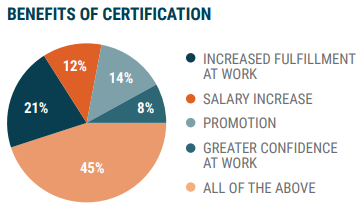 BENEFITS OF CERTIFICATION
12%
14%
21%
8%
45%
INCREASED FULFILLMENT
AT WORK
SALARY INCREASE
PROMOTION
GREATER CONFIDENCE
AT WORK
ALL OF THE ABOVE